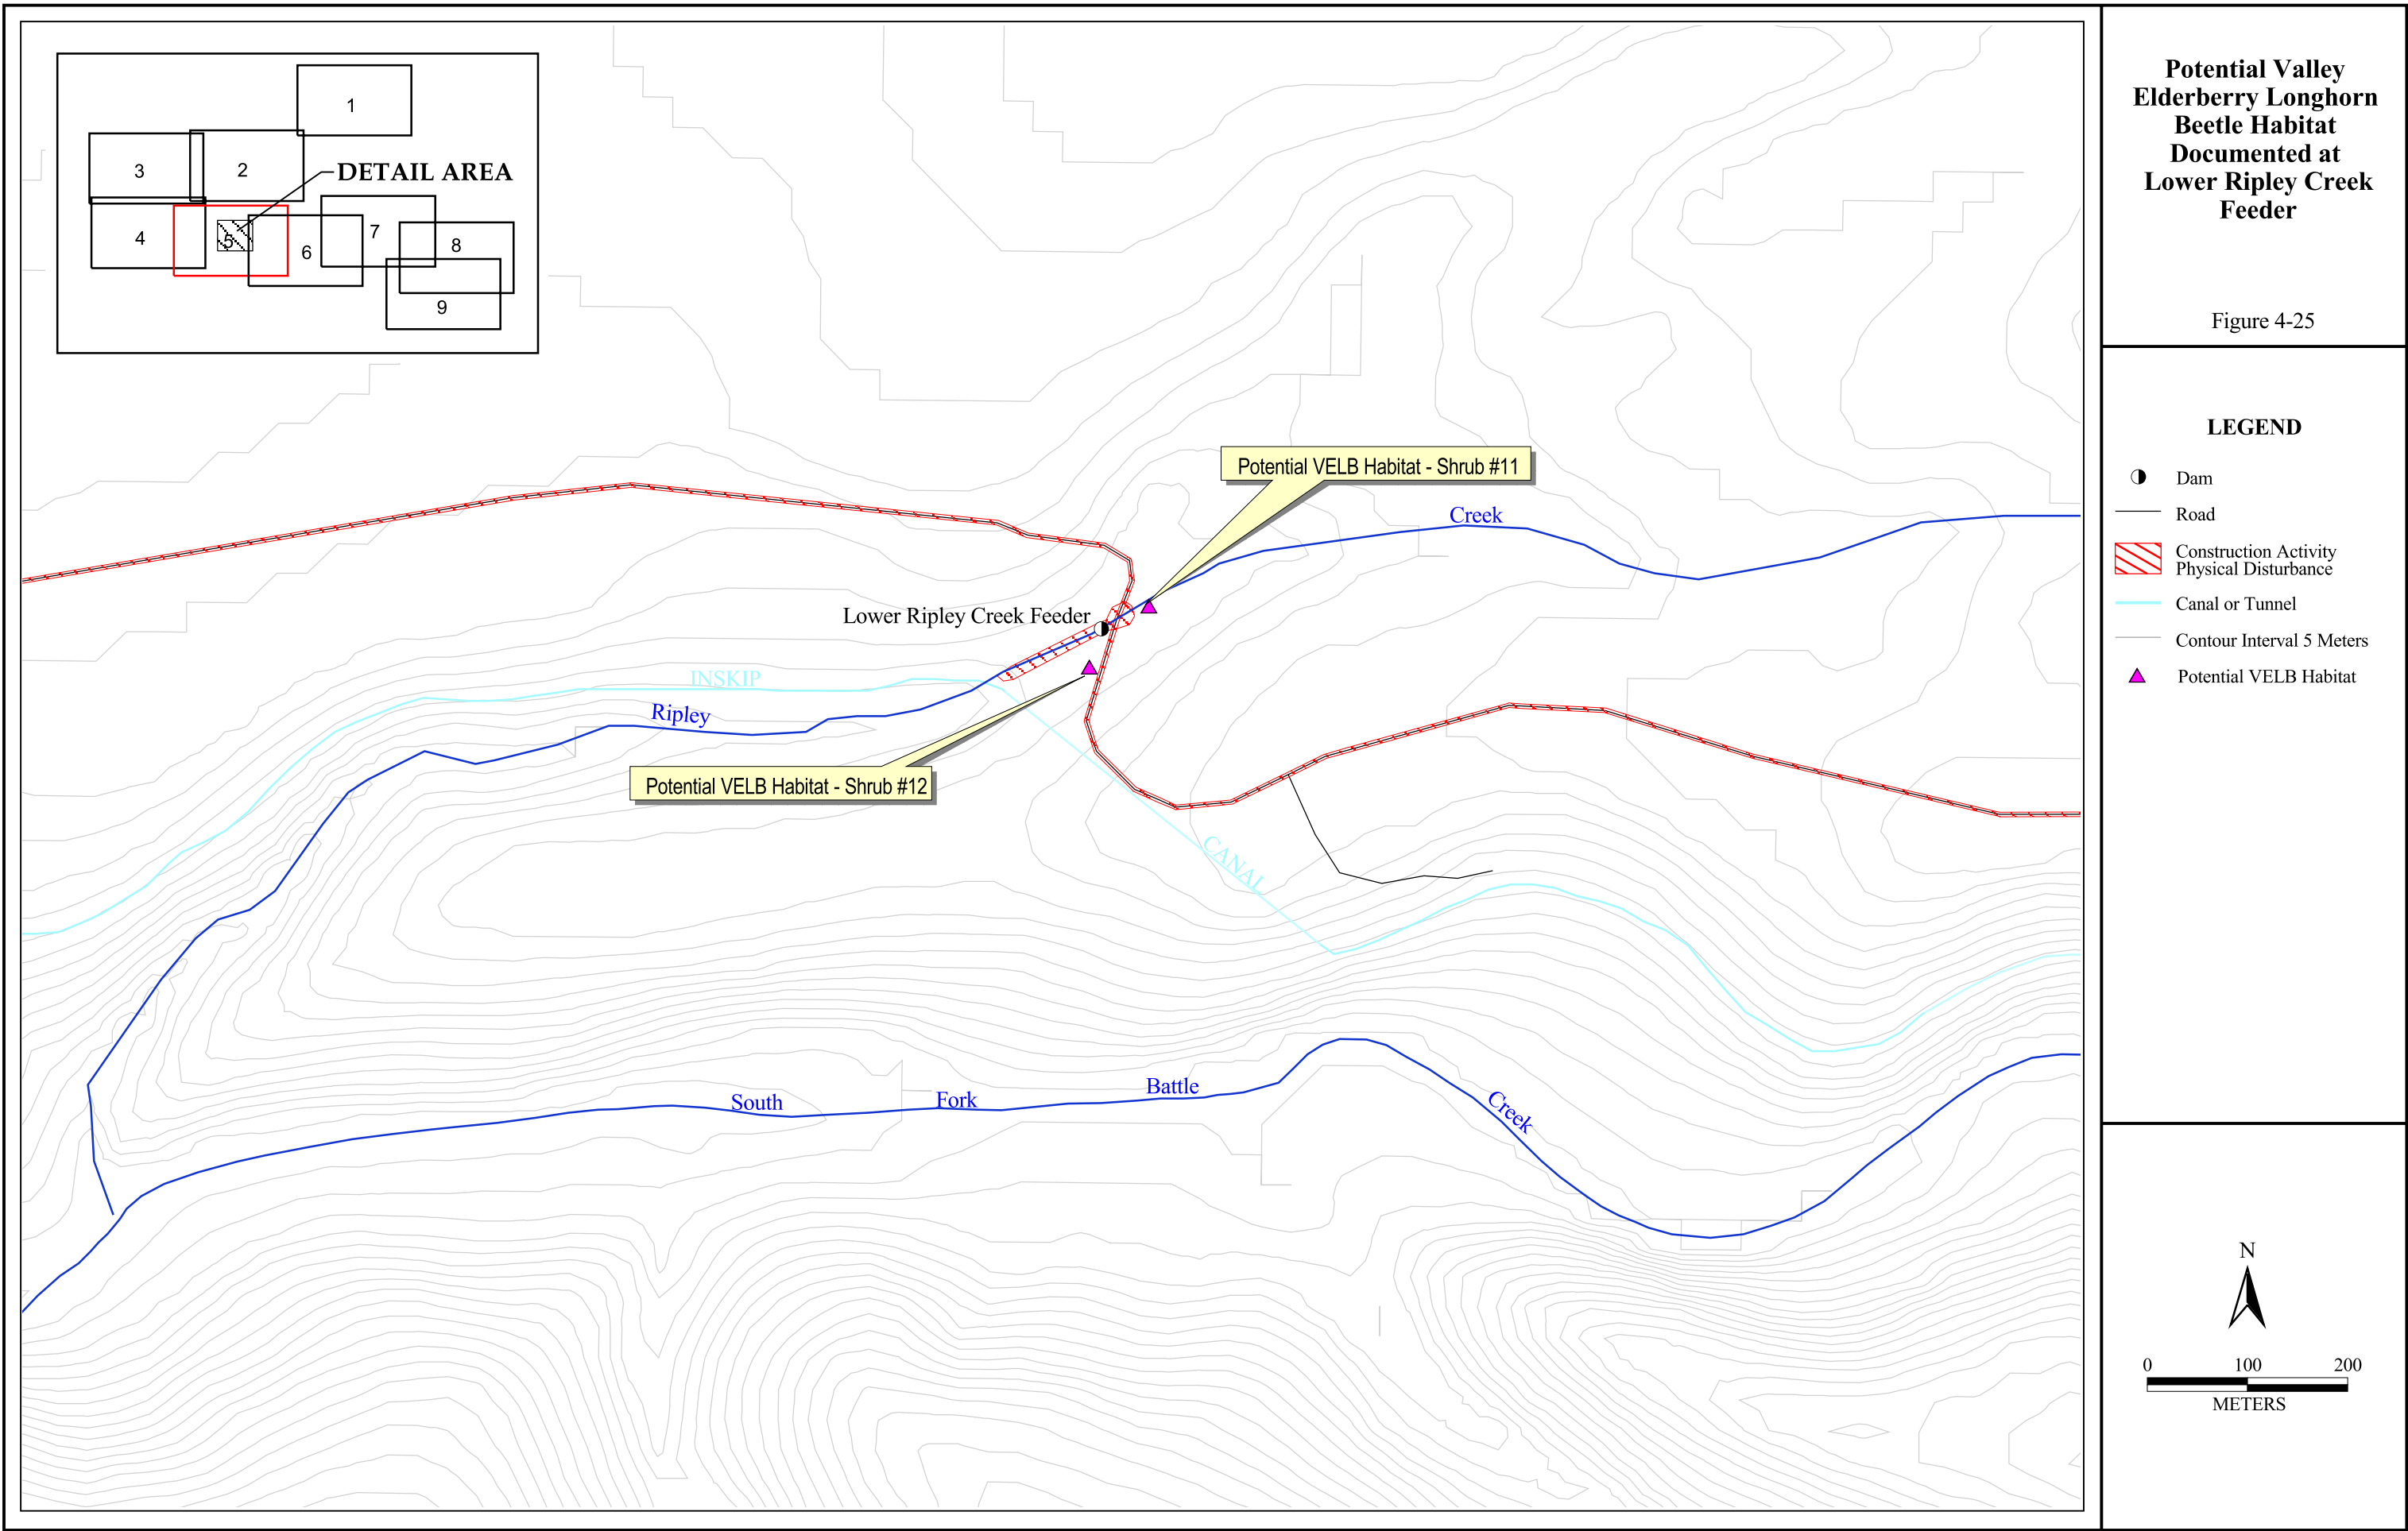 Potential Valley
Elderberry Longhorn
Beetle Habitat
Documented at
Lower Ripley Creek
Feeder
Figure 4-25
LEGEND
Dam
Road
Construction Activity
Physical Disturbance
Canal or Tunnel
Contour Interval 5 Meters
Potential VELB Habitat
N
0 100 200
METERS
1
3
2
DETAIL AREA
4
5
6
7
8
9
Potential VELB Habitat - Shrub #11
Creek
Lower Ripley Creek Feeder
INSKIP
Ripley
Potential VELB Habitat - Shrub #12
CANAL
South
Fork
Battle
Creek